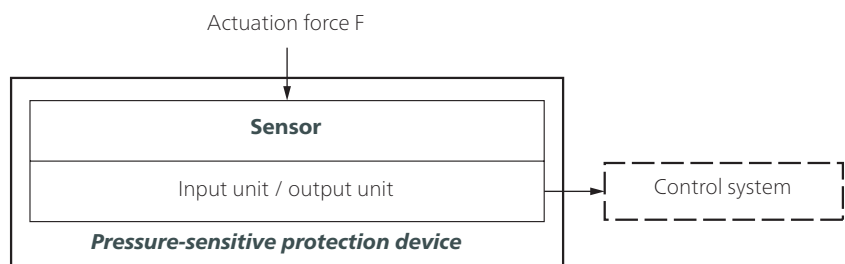 Actuation force F
Sensor
Input unit / output unit
Control system
Pressure-sensitive protection device